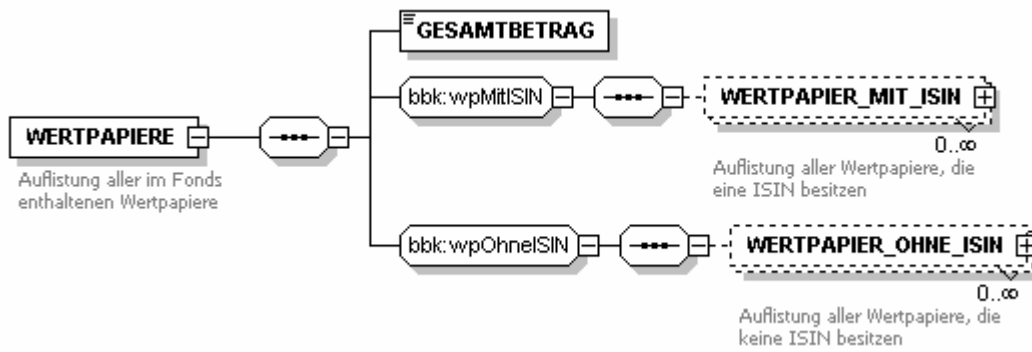 GESAMTBETRAG
bbk:wpMitISIN
WERTPAPIER_MIT_ISIN
0..∞
Auflistung aller Wertpapiere, die
eine ISIN besitzen
WERTPAPIERE
Auflistung aller im Fonds
enthaltenen Wertpapiere
bbk:wpOhneISIN
WERTPAPIER_OHNE_ISIN
0..∞
Auflistung aller Wertpapiere, die
keine ISIN besitzen